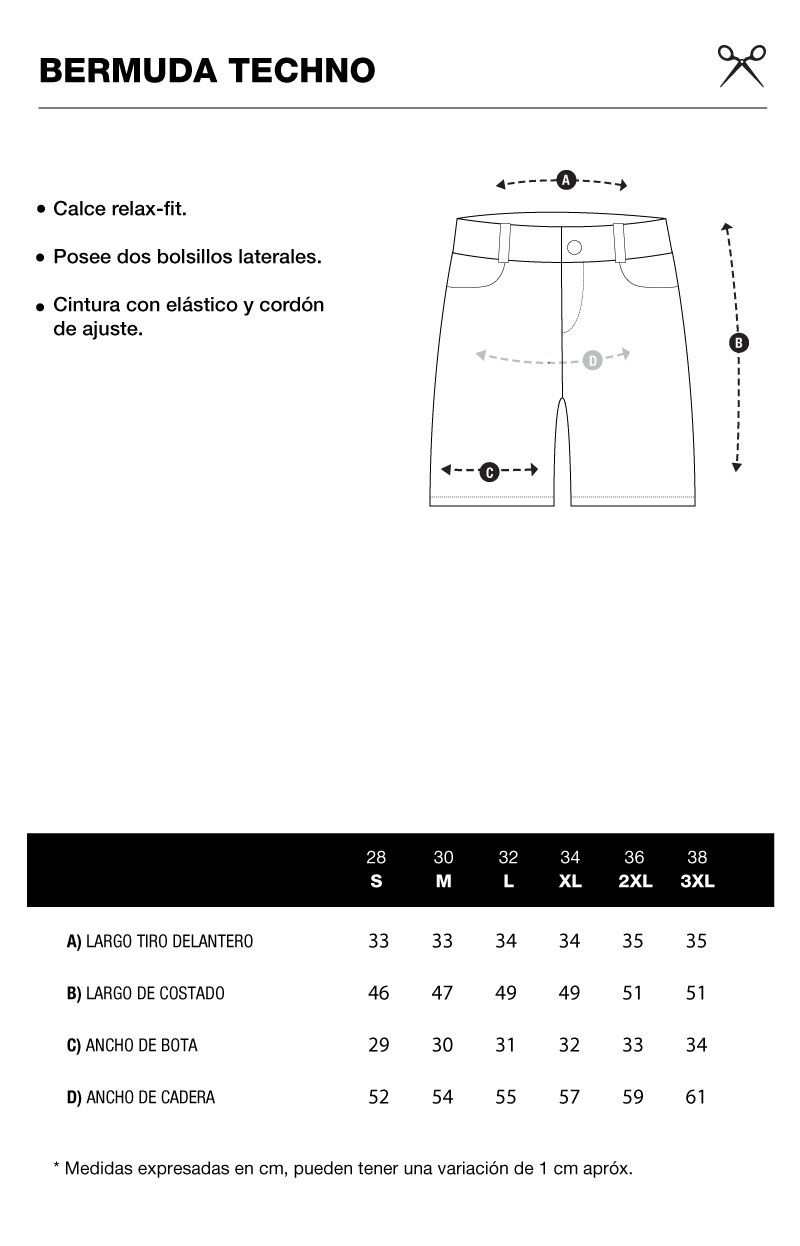 BERMUDA TECHNO
• Calce relax-fit.
• Posee dos bolsillos laterales.
• Cintura con elástico y cordón
de ajuste.
A
B
D
C
28 30 32 34 36 38
S M L XL 2XL 3XL
A) LARGO TIRO DELANTERO 33 33 34 34 35 35
B) LARGO DE COSTADO 46 47 49 49 51 51
C) ANCHO DE BOTA 29 30 31 32 33 34
D) ANCHO DE CADERA 52 54 55 57 59 61
* Medidas expresadas en cm, pueden tener una variación de 1 cm apróx.